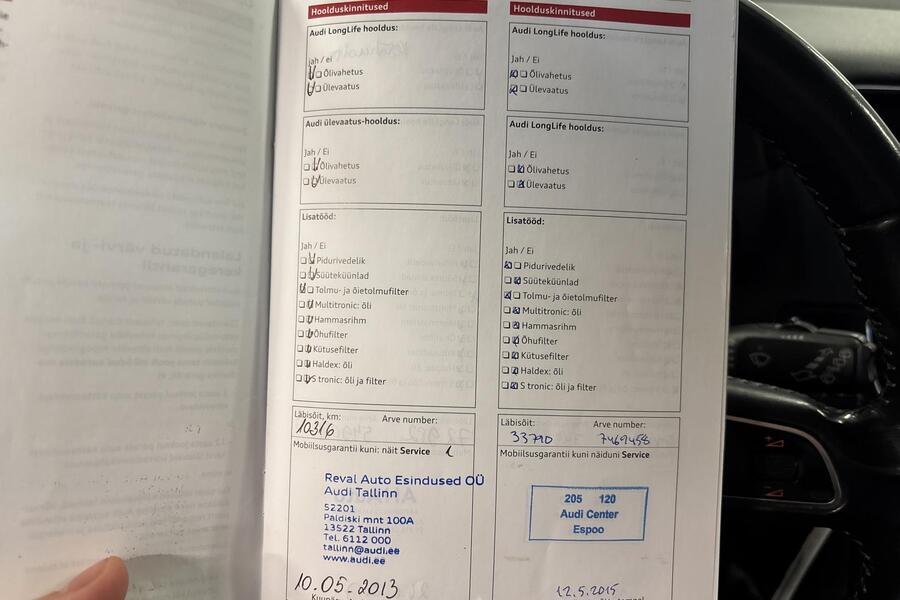 Hoolduskinnitused
Audi LongLife hooldus:
jah / ei
Õlivahetus
Ülevaatus
Audi ülevaatus-hooldus:
Jah / Ei
Õlivahetus
Ülevaatus
Lisatööd:
Jah / Ei
Pidurivedelik
Süüteküünlad
Tolmu- ja õietolmufilter
Multitronic: õli
Hammasrihm
Õhufilter
Kütusefilter
Haldex: õli
S tronic: õli ja filter
Läbisõit, km: Arve number:
10316
Mobiilsusgarantii kuni: näit Service
Reval Auto Esindused OÜ
Audi Tallinn
52201
Paldiski mnt 100A
13522 Tallinn
Tel. 6112 000
tallinn@audi.ee
www.audi.ee
10.05-2013
Hoolduskinnitused
Audi LongLife hooldus:
Jah / Ei
Õlivahetus
Ülevaatus
Audi LongLife hooldus:
Jah / Ei
Õlivahetus
Ülevaatus
Lisatööd:
Jah / Ei
Pidurivedelik
Süüteküünlad
Tolmu- ja õietolmufilter
Multitronic: õli
Hammasrihm
Õhufilter
Kütusefilter
Haldex: õli
S tronic: õli ja filter
Läbisõit: Arve number:
33790 7469458
Mobiilsusgarantii kuni näiduni Service
205 120
Audi Center
Espoo
12.5.2015